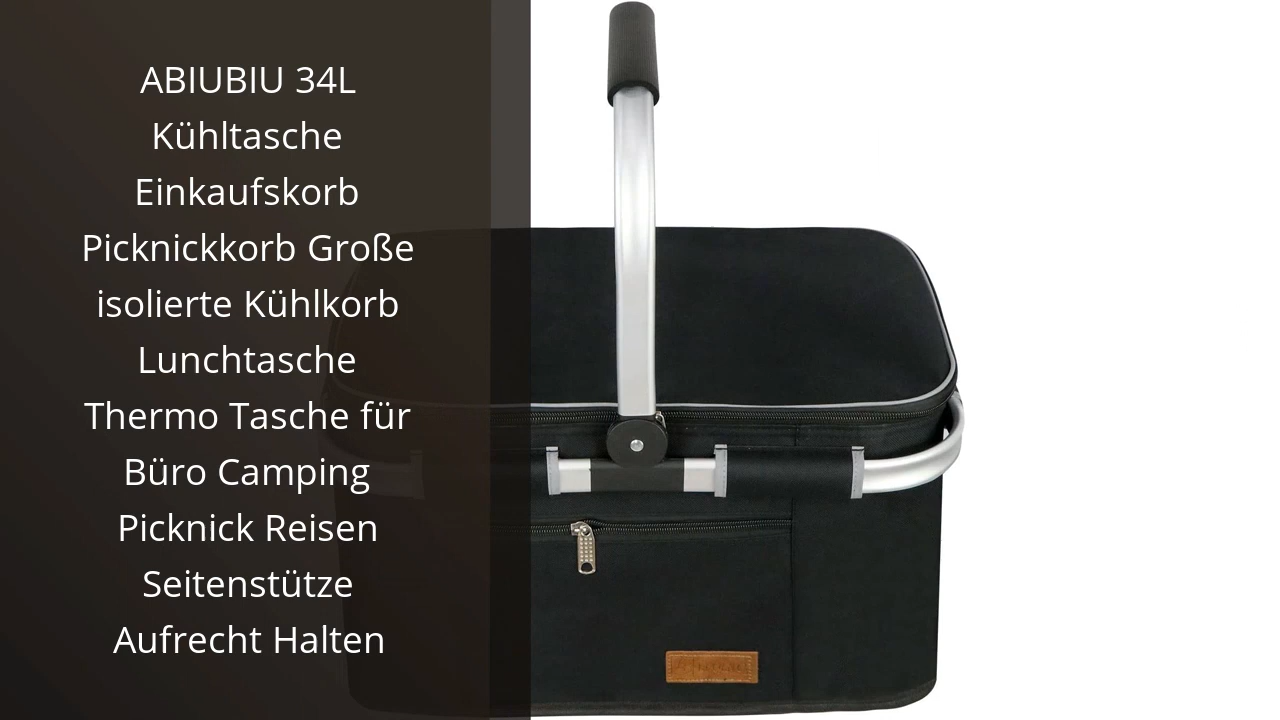 ABIUBIU 34L
Kühltasche
Einkaufskorb
Picknickkorb Große
isolierte Kühlkorb
Lunchtasche
Thermo Tasche für
Büro Camping
Picknick Reisen
Seitenstütze
Aufrecht Halten